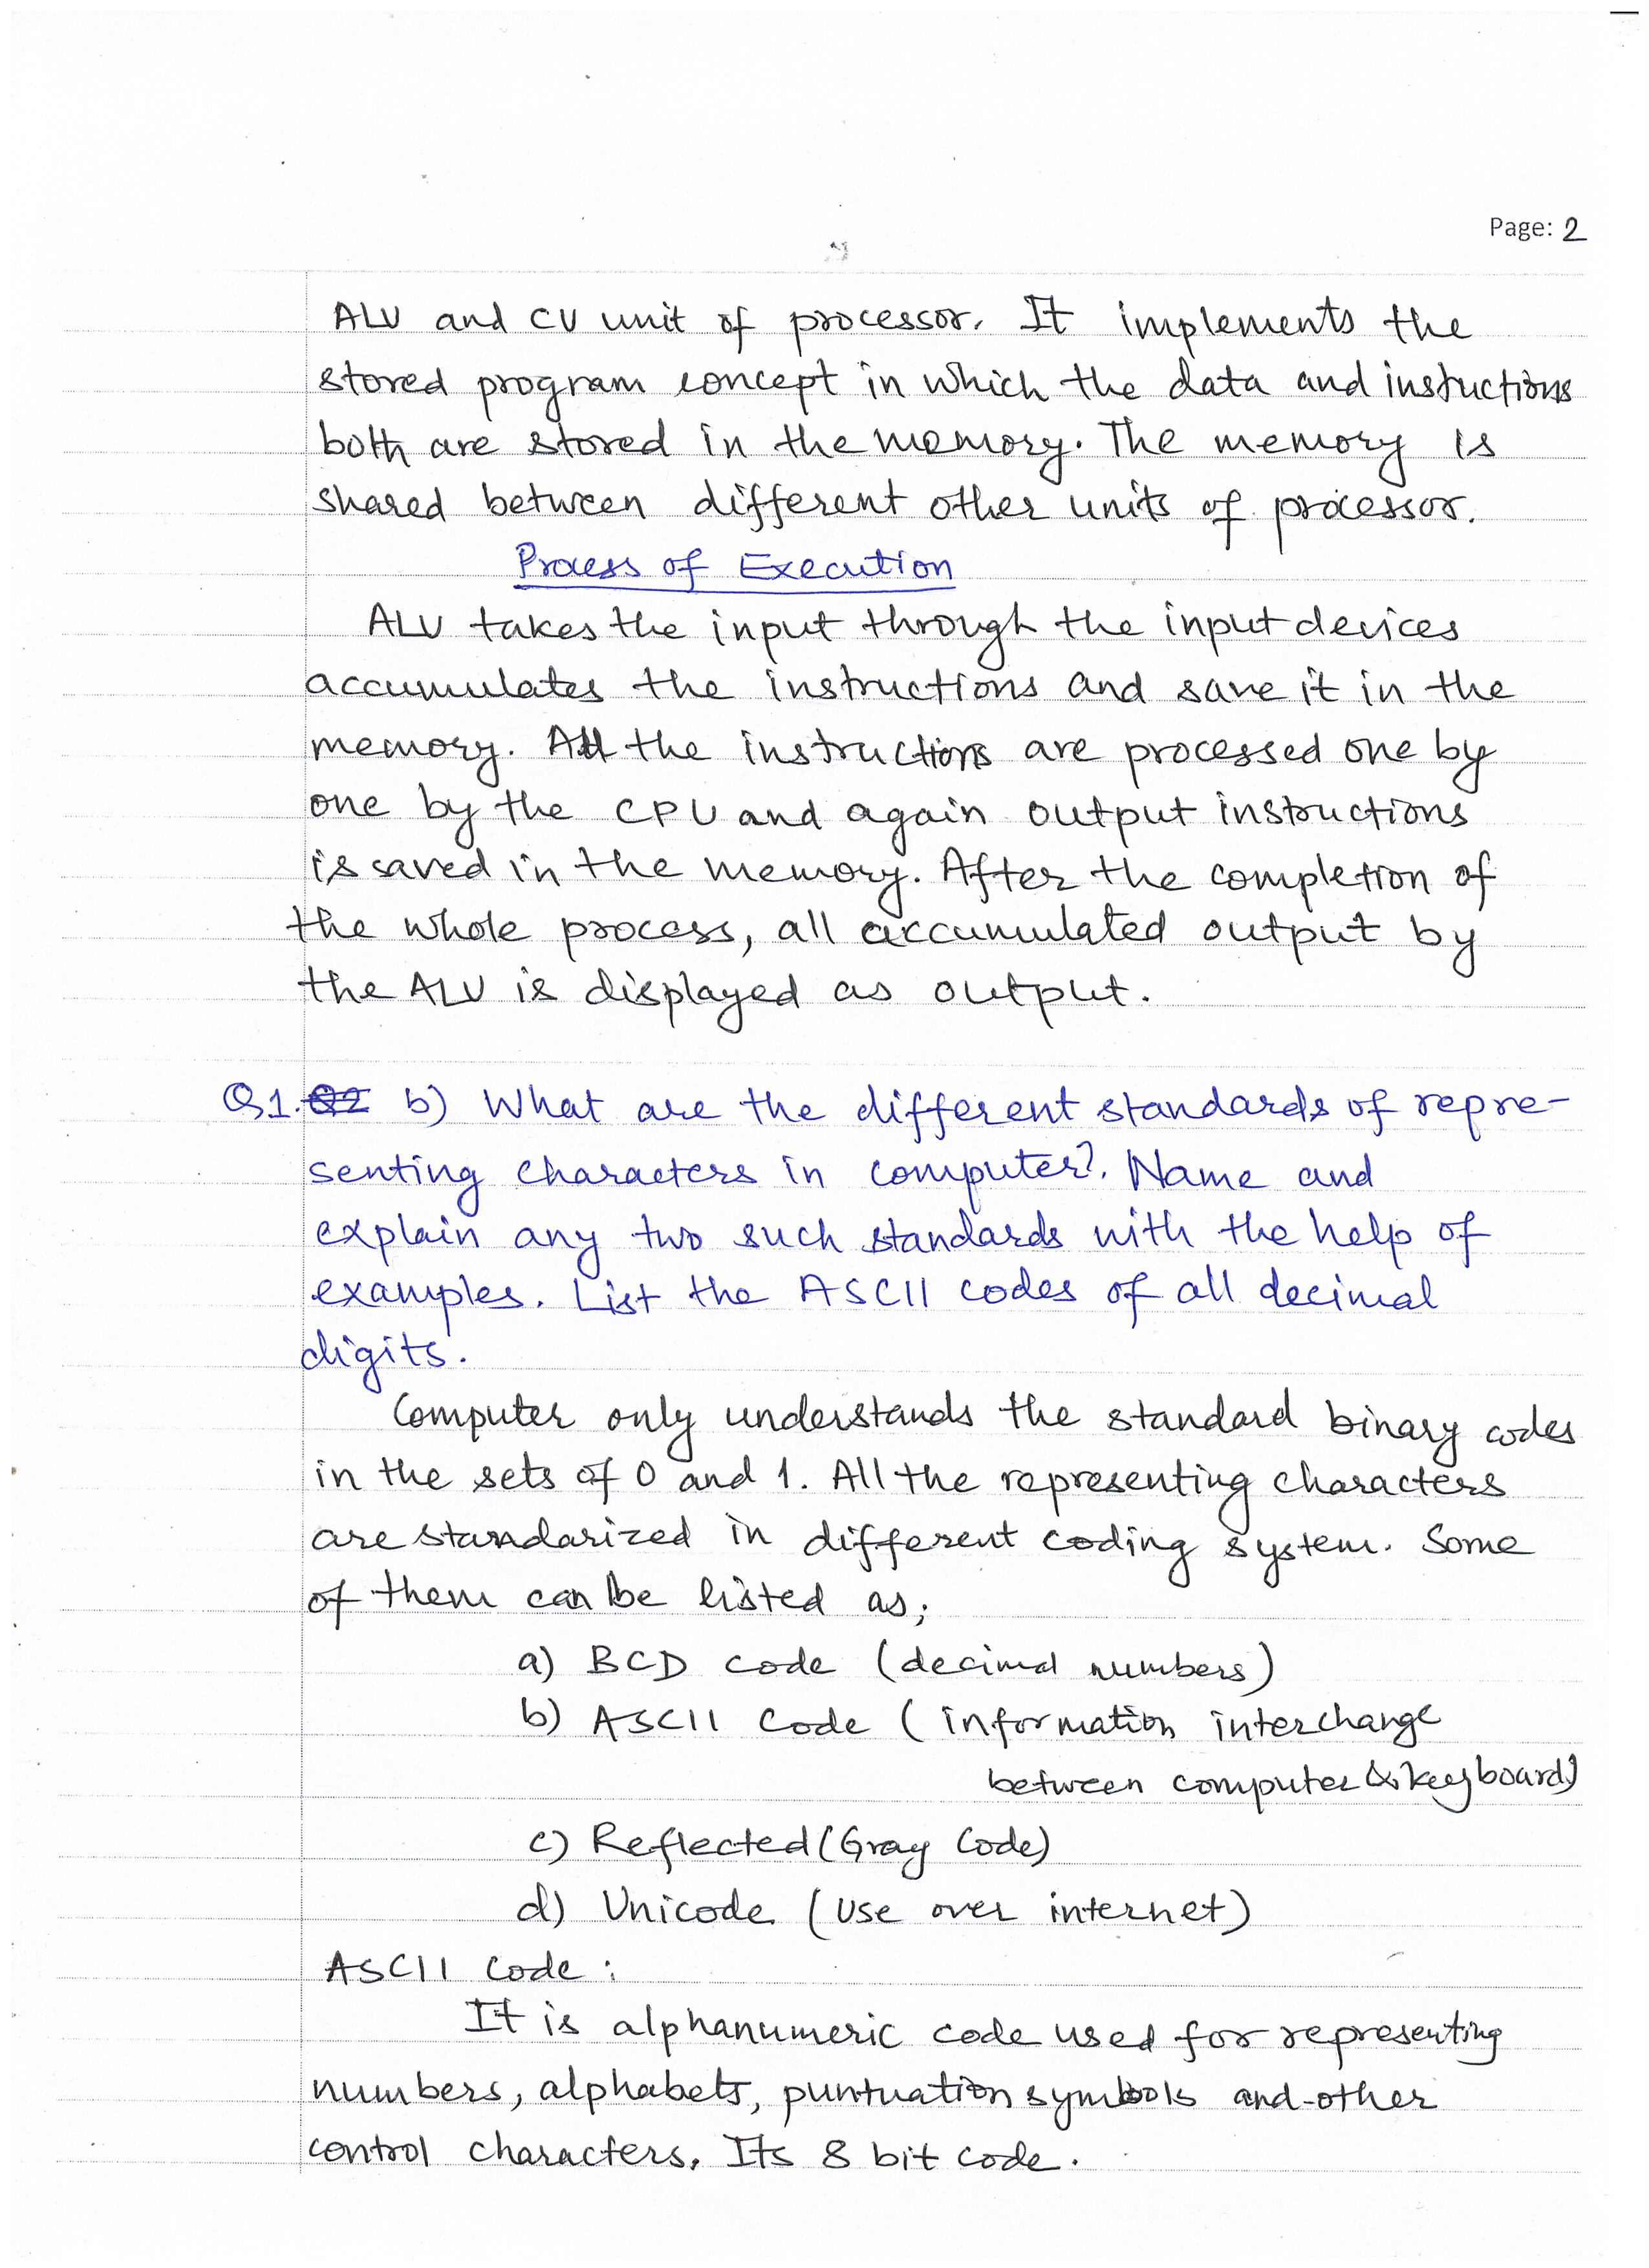 Page: 2
ALU and CU unit of processor. It implements the
stored program concept in which the data and instuctions
both are stored in the memory. The memory is
shared between different other units of processor.
Process of Execution
ALU takes the input through the input devices
accumulates the instructions and save it in the
memory. All the instructions are processed one by
one by the CPU and again output instructions
is saved in the memory. After the completion of
the whole process, all accumulated output by
the ALU is displayed as output.
Q1. Q2 b) What are the different standards of repre-
senting characters in computer?. Name and
explain any two such standards with the help of
examples. List the ASCII codes of all decimal
digits.
Computer only understands the standard binary codes
in the sets of 0 and 1. All the representing characters
are standarized in different coding system. Some
of them can be listed as;
a) BCD code (decimal numbers)
b) ASCII Code (information interchange
between computer & keyboard)
c) Reflected (Gray Code)
d) Unicode (Use over internet)
ASCII Code :
It is alphanumeric code used for representing
numbers, alphabets, puntuation symbols and other
control characters. Its 8 bit code.